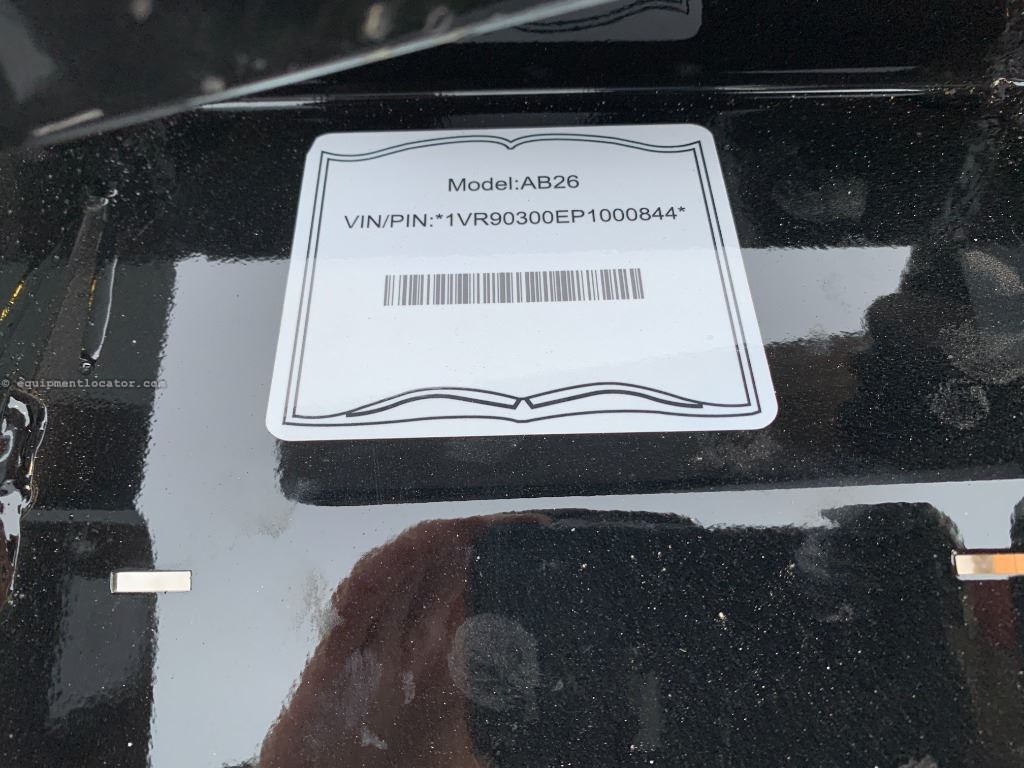 Model:AB26
VIN/PIN:*1VR90300EP1000844*
© equipmentlocator.com